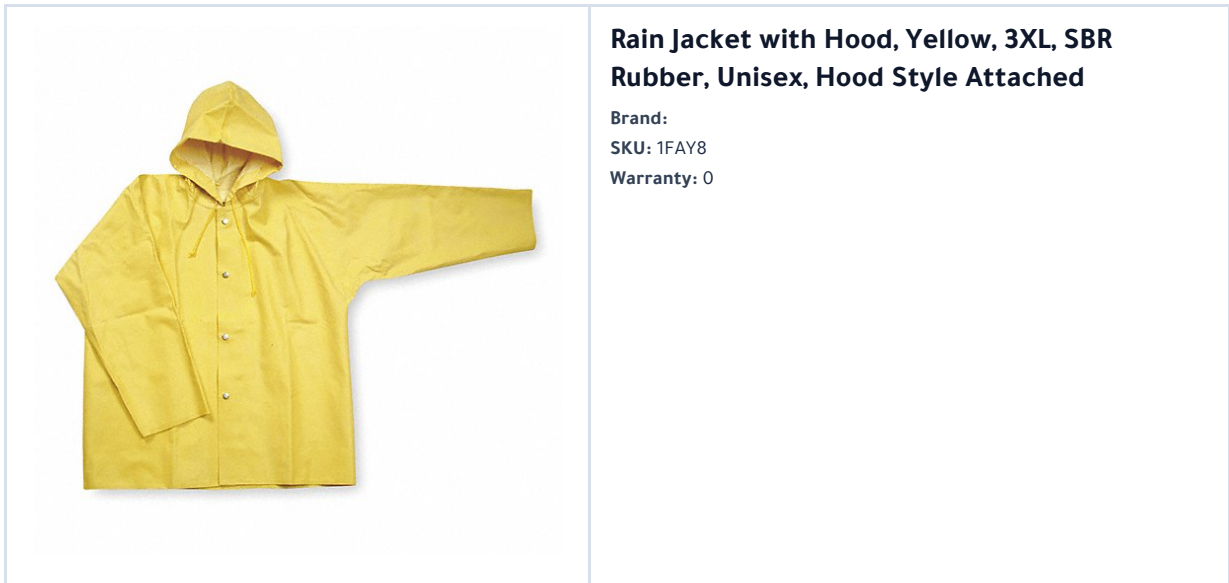 Rain Jacket with Hood, Yellow, 3XL, SBR
Rubber, Unisex, Hood Style Attached
Brand:
SKU: 1FAY8
Warranty: 0